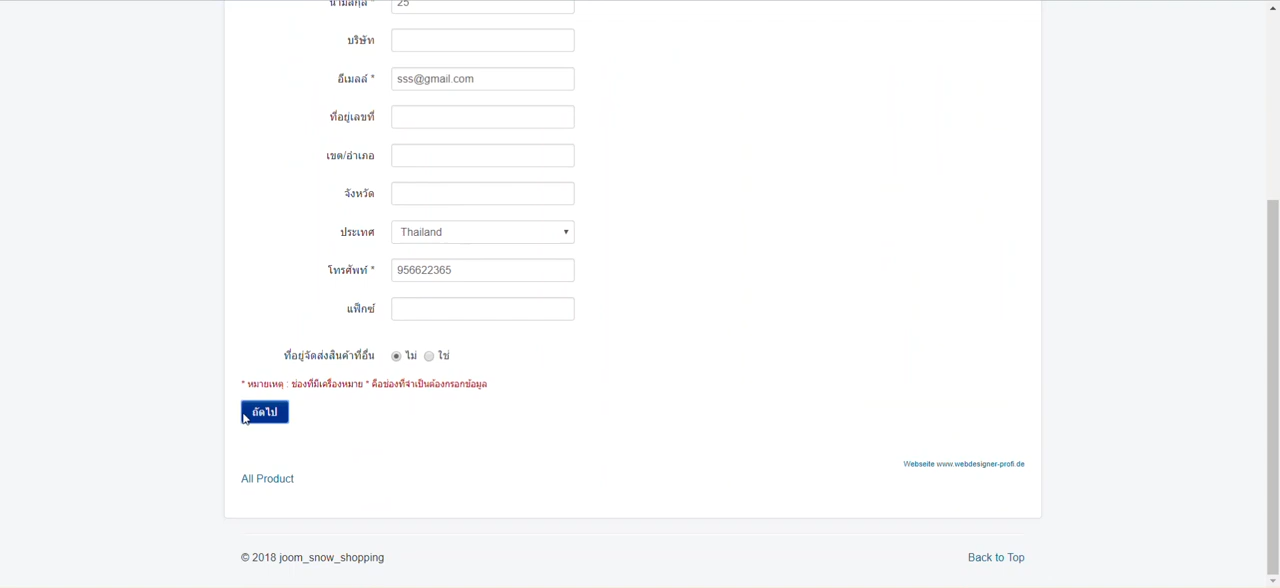 นามสกุล * 25
บริษัท
อีเมลล์ * sss@gmail.com
ที่อยู่เลขที่
เขต/อำเภอ
จังหวัด
ประเทศ Thailand
โทรศัพท์ * 956622365
แฟ็กซ์
ที่อยู่จัดส่งสินค้าที่อื่น ไม่ ใช่
* หมายเหตุ : ช่องที่มีเครื่องหมาย * คือช่องที่จำเป็นต้องกรอกข้อมูล
ถัดไป
Webseite www.webdesigner-profi.de
All Product
© 2018 joom_snow_shopping
Back to Top